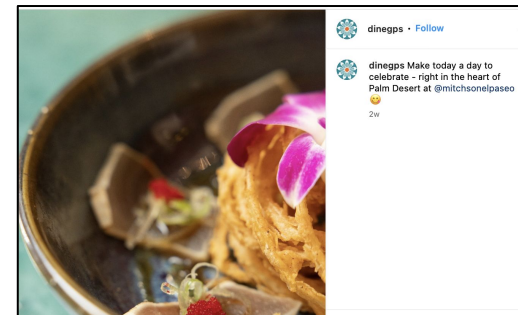 dinegps • Follow
dinegps Make today a day to
celebrate - right in the heart of
Palm Desert at @mitchsonelpaseo
😋
2w